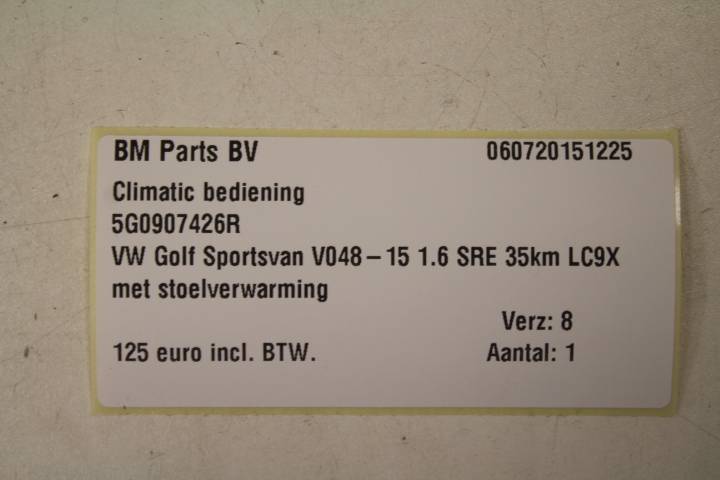 BM Parts BV 060720151225
Climatic bediening
5G0907426R
VW Golf Sportsvan V048-15 1.6 SRE 35km LC9X
met stoelverwarming
Verz: 8
125 euro incl. BTW. Aantal: 1